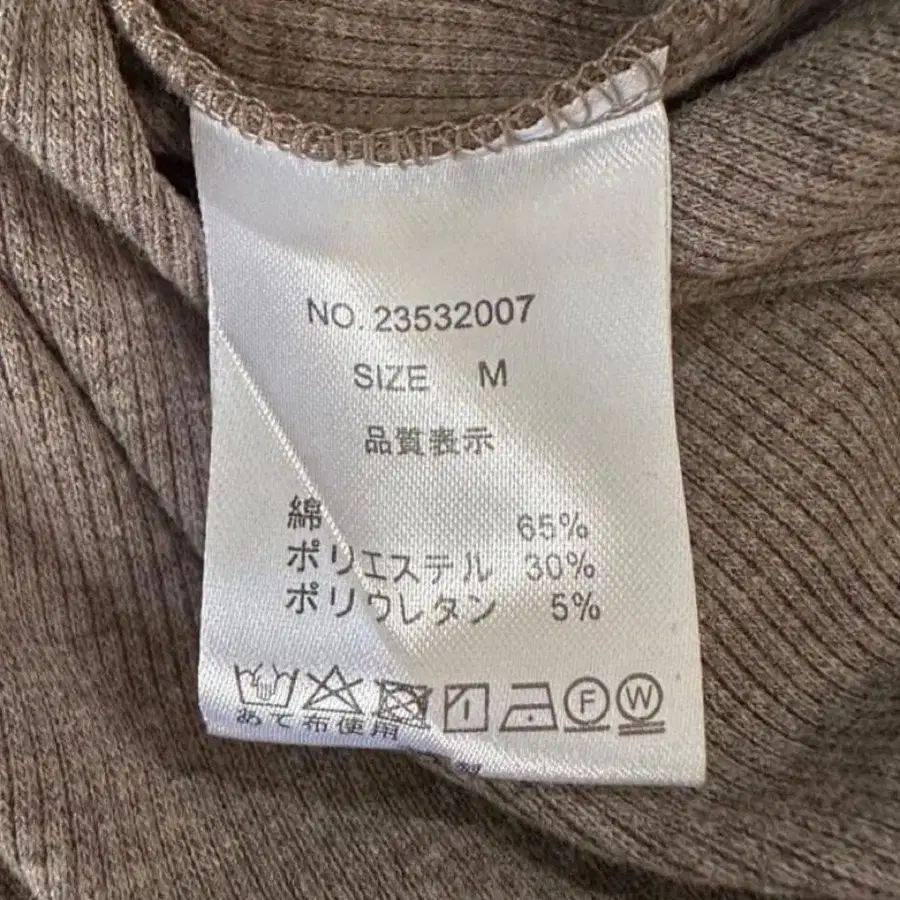 NO. 23532007
SIZE M
品質表示
綿 65%
ポリエステル 30%
ポリウレタン 5%
F W
あて布使用